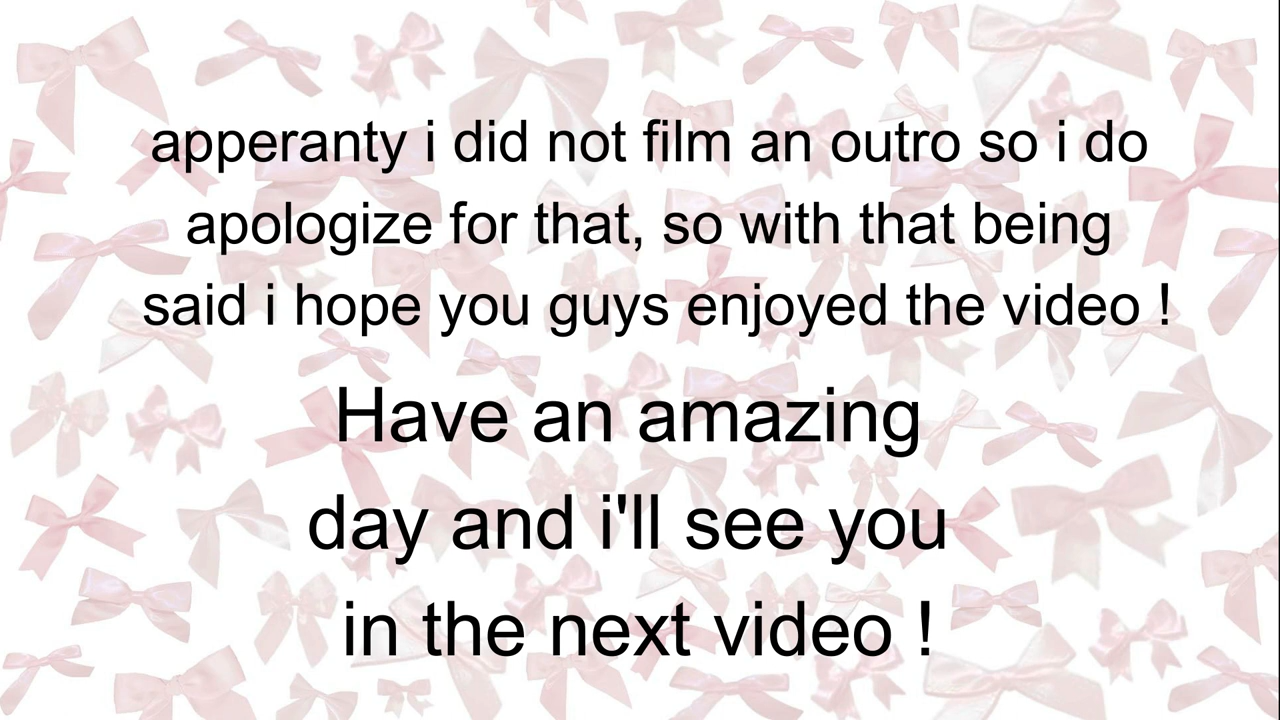 apperanty i did not film an outro so i do
apologize for that, so with that being
said i hope you guys enjoyed the video !
Have an amazing
day and i'll see you
in the next video !